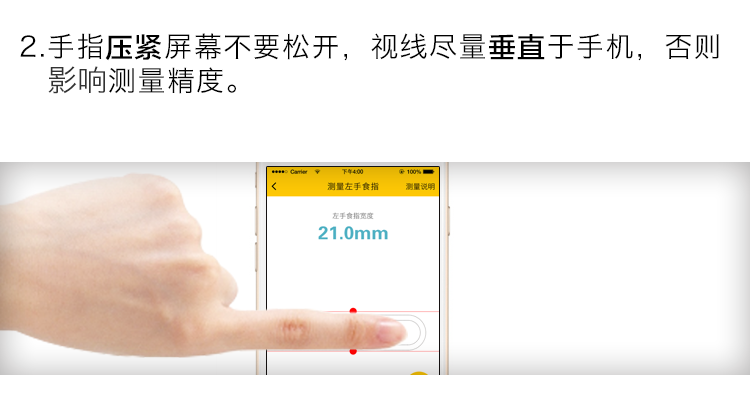 2.手指压紧屏幕不要松开，视线尽量垂直于手机，否则
影响测量精度。
Carrier 下午4:00 100%
测量左手食指 测量说明
左手食指宽度
21.0mm